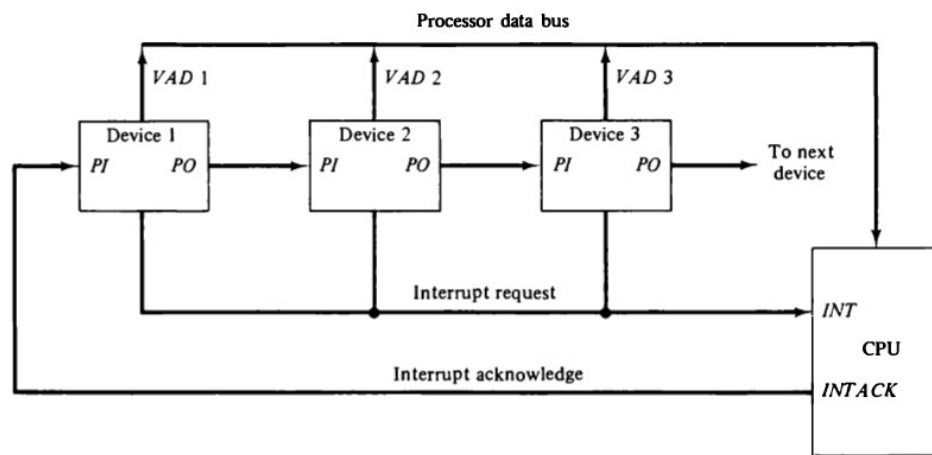 Processor data bus
VAD 1
VAD 2
VAD 3
Device 1
PI
PO
Device 2
PI
PO
Device 3
PI
PO
To next
device
Interrupt request
INT
CPU
Interrupt acknowledge
INTACK